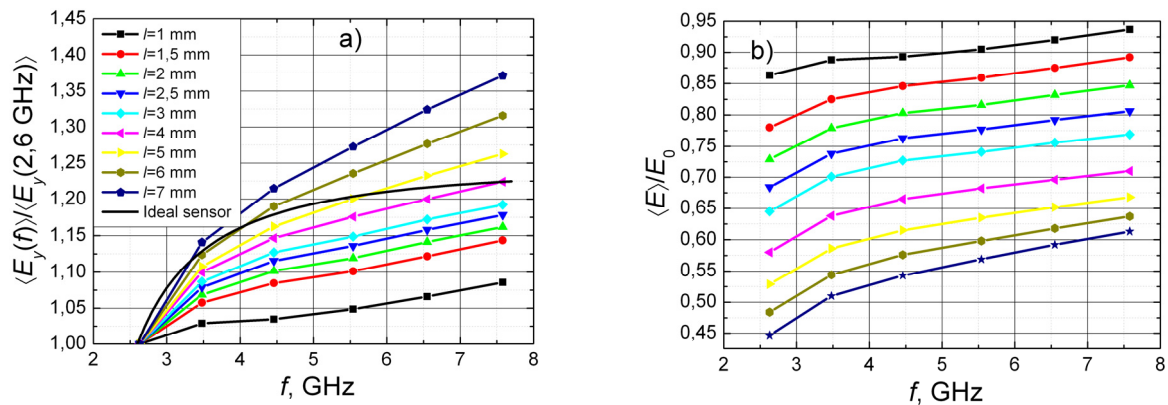 ⟨E_y(f)⟩/⟨E_y(2,6 GHz)⟩
1,45
1,40
1,35
1,30
1,25
1,20
1,15
1,10
1,05
1,00
a)
l=1 mm
l=1,5 mm
l=2 mm
l=2,5 mm
l=3 mm
l=4 mm
l=5 mm
l=6 mm
l=7 mm
Ideal sensor
2 3 4 5 6 7 8
f, GHz
⟨E⟩/E_0
0,95
0,90
0,85
0,80
0,75
0,70
0,65
0,60
0,55
0,50
0,45
b)
2 3 4 5 6 7 8
f, GHz